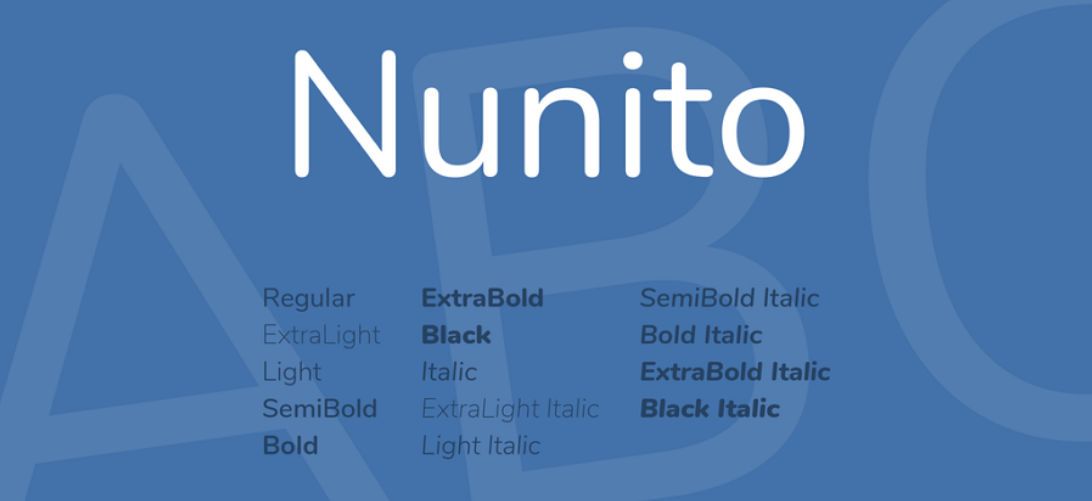 Nunito
Regular
ExtraLight
Light
SemiBold
Bold
ExtraBold
Black
Italic
ExtraLight Italic
Light Italic
SemiBold Italic
Bold Italic
ExtraBold Italic
Black Italic
ABC